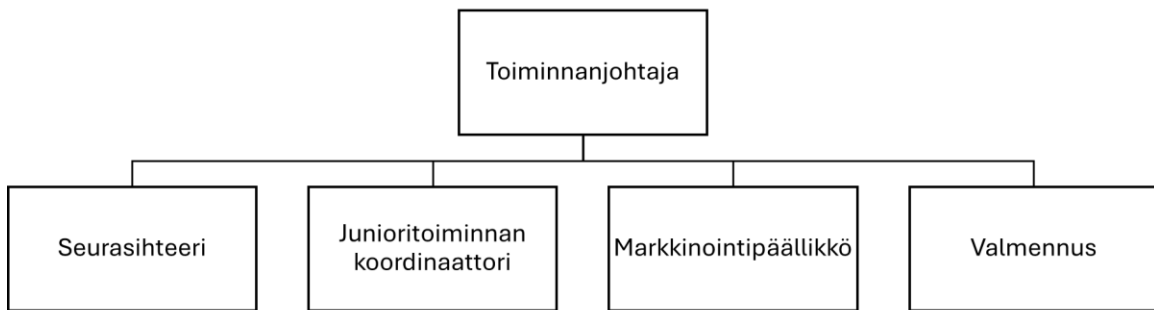 Toiminnanjohtaja
Seurasihteeri
Junioritoiminnan
koordinaattori
Markkinointipäällikkö
Valmennus